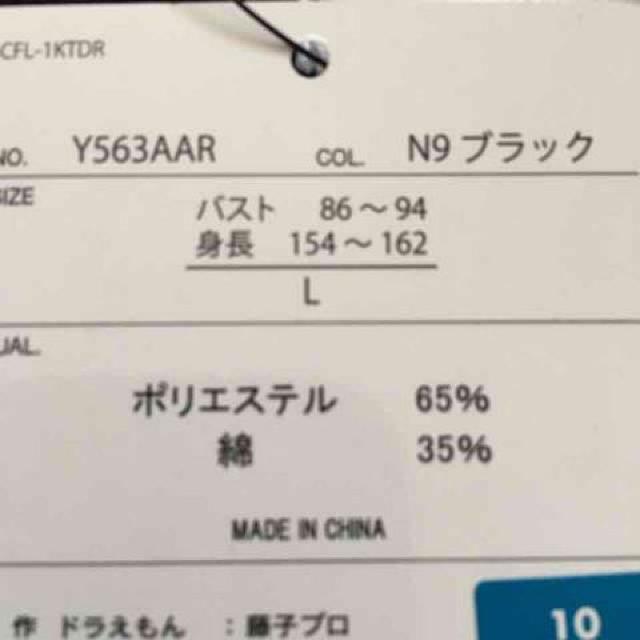 CFL-1KTDR
NO. Y563AAR COL. N9 ブラック
SIZE
バスト 86～94
身長 154～162
L
UAL.
ポリエステル 65%
綿 35%
MADE IN CHINA
作 ドラえもん ：藤子プロ
10